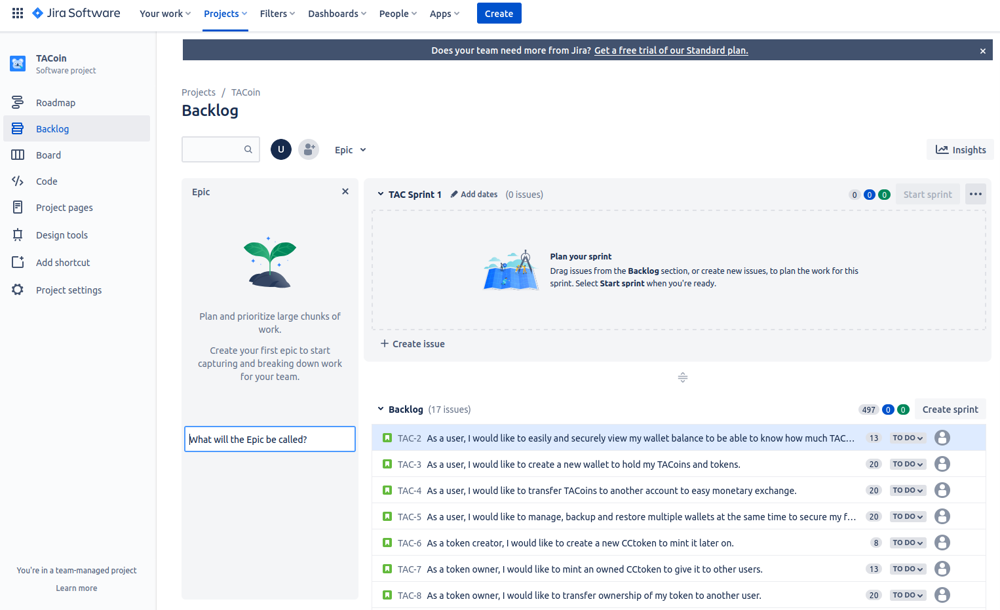 Jira Software
Your work
Projects
Filters
Dashboards
People
Apps
Create
Does your team need more from Jira? Get a free trial of our Standard plan.
TACoin
Software project
Roadmap
Backlog
Board
Code
Project pages
Design tools
Add shortcut
Project settings
You're in a team-managed project
Learn more
Projects / TACoin
Backlog
U
Epic
Insights
Epic
Plan and prioritize large chunks of
work.
Create your first epic to start
capturing and breaking down work
for your team.
What will the Epic be called?
TAC Sprint 1 Add dates (0 issues) 0 0 0 Start sprint
Plan your sprint
Drag issues from the Backlog section, or create new issues, to plan the work for this
sprint. Select Start sprint when you're ready.
+ Create issue
Backlog (17 issues) 497 0 0 Create sprint
TAC-2 As a user, I would like to easily and securely view my wallet balance to be able to know how much TAC... 13 TO DO
TAC-3 As a user, I would like to create a new wallet to hold my TACoins and tokens. 20 TO DO
TAC-4 As a user, I would like to transfer TACoins to another account to easy monetary exchange. 20 TO DO
TAC-5 As a user, I would like to manage, backup and restore multiple wallets at the same time to secure my f... 20 TO DO
TAC-6 As a token creator, I would like to create a new CCtoken to mint it later on. 8 TO DO
TAC-7 As a token owner, I would like to mint an owned CCtoken to give it to other users. 13 TO DO
TAC-8 As a token owner, I would like to transfer ownership of my token to another user. 20 TO DO